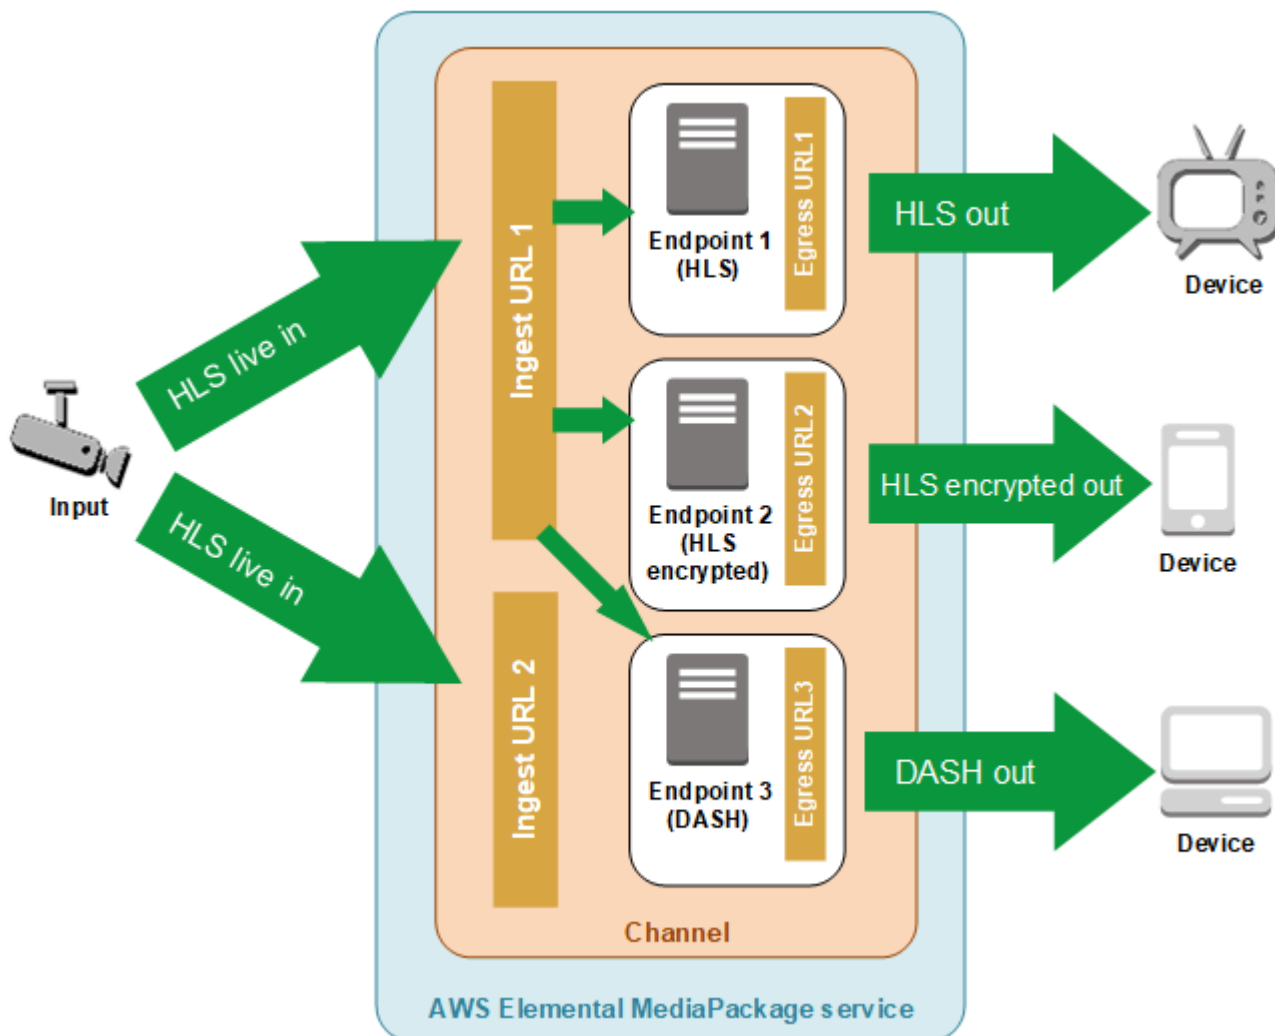 Input
HLS live in
HLS live in
Ingest URL 1
Ingest URL 2
Endpoint 1
(HLS)
Egress URL1
Endpoint 2
(HLS
encrypted)
Egress URL2
Endpoint 3
(DASH)
Egress URL3
HLS out
Device
HLS encrypted out
Device
DASH out
Device
Channel
AWS Elemental MediaPackage service